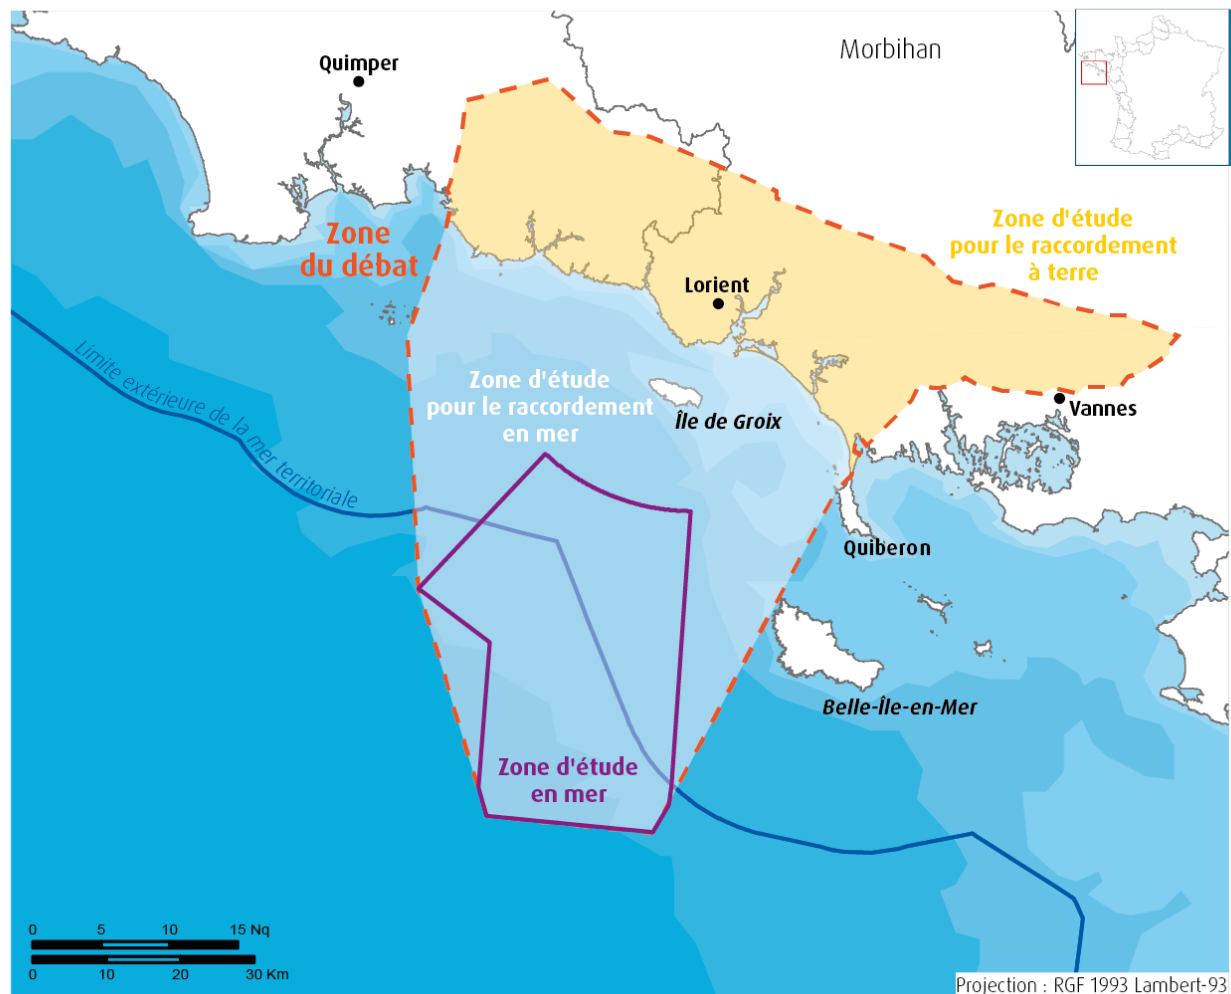 Morbihan
Quimper
Zone
du débat
Zone d'étude
pour le raccordement
à terre
Lorient
Limite extérieure de la mer territoriale
Zone d'étude
pour le raccordement
en mer
Île de Groix
Vannes
Quiberon
Belle-Île-en-Mer
Zone d'étude
en mer
0 5 10 15 Nq
0 10 20 30 Km
Projection : RGF 1993 Lambert-93